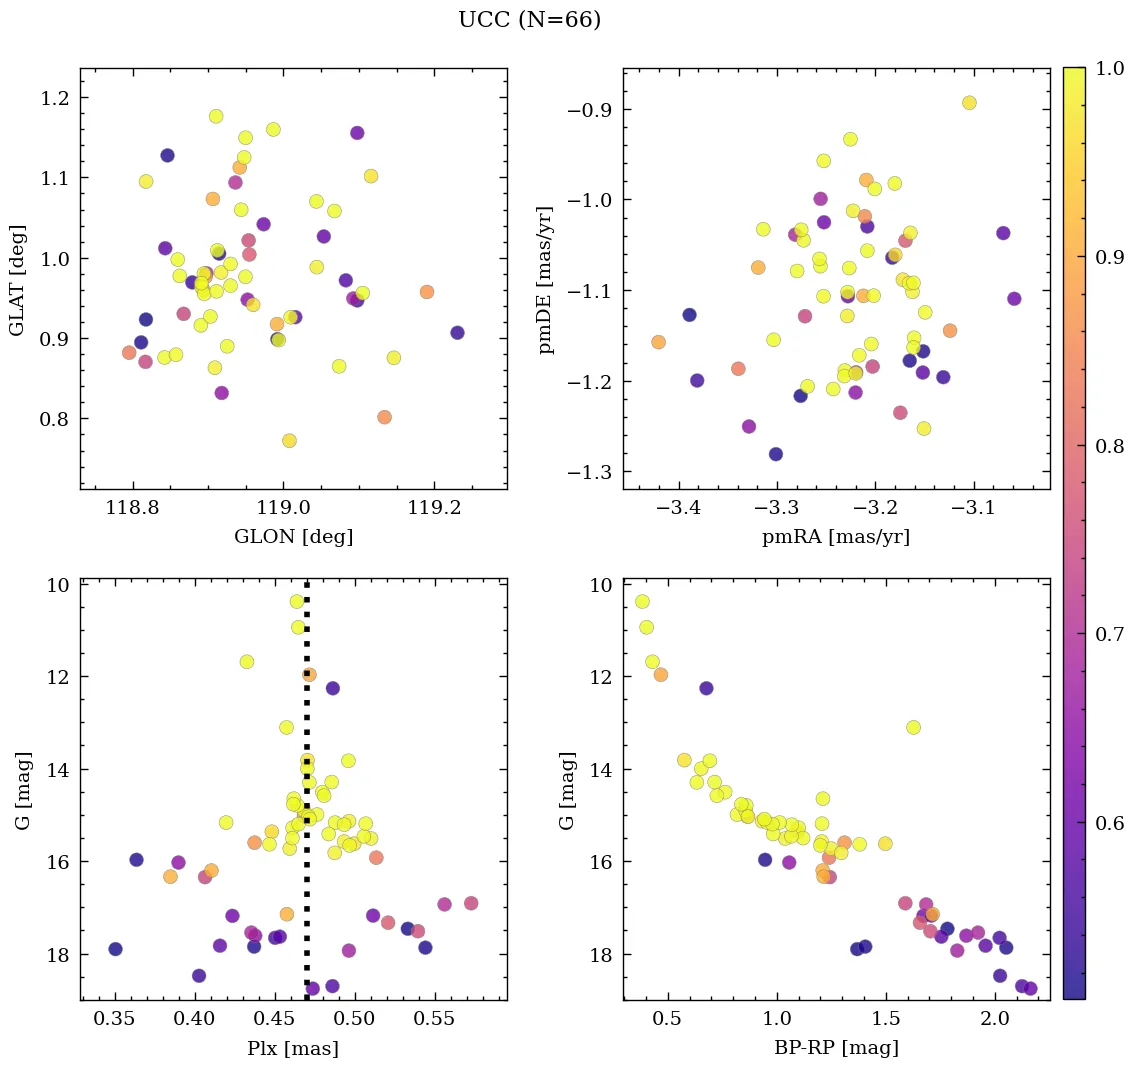 UCC (N=66)
1.2
1.1
1.0
0.9
0.8
GLAT [deg]
118.8 119.0 119.2
GLON [deg]
−0.9
−1.0
−1.1
−1.2
−1.3
pmDE [mas/yr]
−3.4 −3.3 −3.2 −3.1
pmRA [mas/yr]
10
12
14
16
18
G [mag]
0.35 0.40 0.45 0.50 0.55
Plx [mas]
10
12
14
16
18
G [mag]
0.5 1.0 1.5 2.0
BP-RP [mag]
1.0
0.9
0.8
0.7
0.6